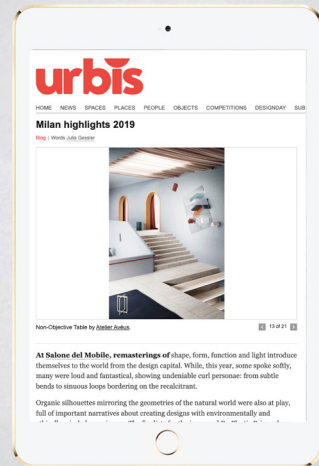 urbis
HOME NEWS SPACES PLACES PEOPLE OBJECTS COMPETITIONS DESIGNDAY SUB
Milan highlights 2019
Blog | Words Julia Gessler
Non-Objective Table by Atelier Avéus.
13 of 21
At Salone del Mobile, remasterings of shape, form, function and light introduce
themselves to the world from the design capital. While, this year, some spoke softly,
many were loud and fantastical, showing undeniable curl personae: from subtle
bends to sinuous loops bordering on the recalcitrant.
Organic silhouettes mirroring the geometries of the natural world were also at play,
full of important narratives about creating designs with environmentally and